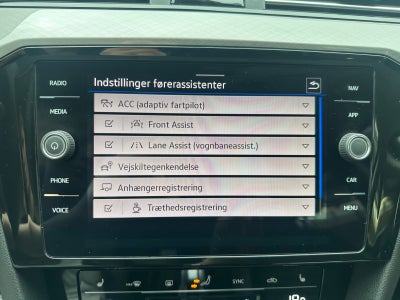 Indstillinger førerassistenter
RADIO
NAV
ACC (adaptiv fartpilot)
MEDIA
APP
Front Assist
Lane Assist (vognbaneassist.)
Vejskiltegenkendelse
PHONE
CAR
Anhængerregistrering
VOICE
MENU
Træthedsregistrering
SYNC